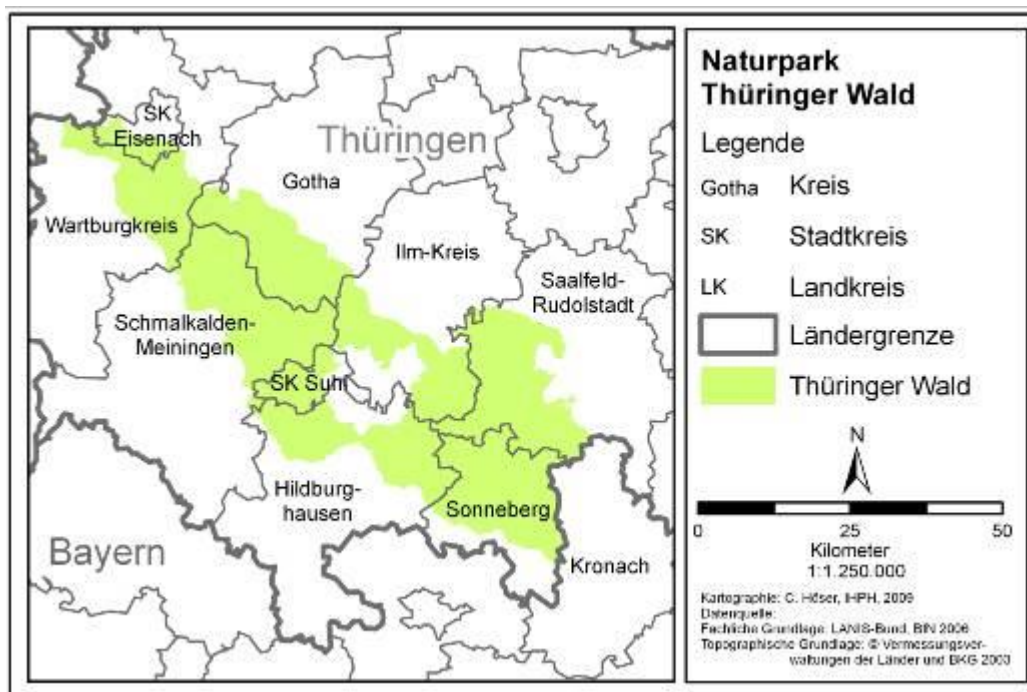 SK
Eisenach
Thüringen
Gotha
Wartburgkreis
Ilm-Kreis
Saalfeld-
Rudolstadt
Schmalkalden-
Meiningen
SK Suhl
Hildburg-
hausen
Sonneberg
Bayern
Kronach
Naturpark
Thüringer Wald
Legende
Gotha Kreis
SK Stadtkreis
LK Landkreis
Ländergrenze
Thüringer Wald
N
0 25 50
Kilometer
1:1.250.000
Kartographie: C. Höser, IHPH, 2009
Datenquelle:
Fachliche Grundlage: LANIS-Bund, BfN 2006
Topographische Grundlage: © Vermessungsver-
waltungen der Länder und BKG 2003